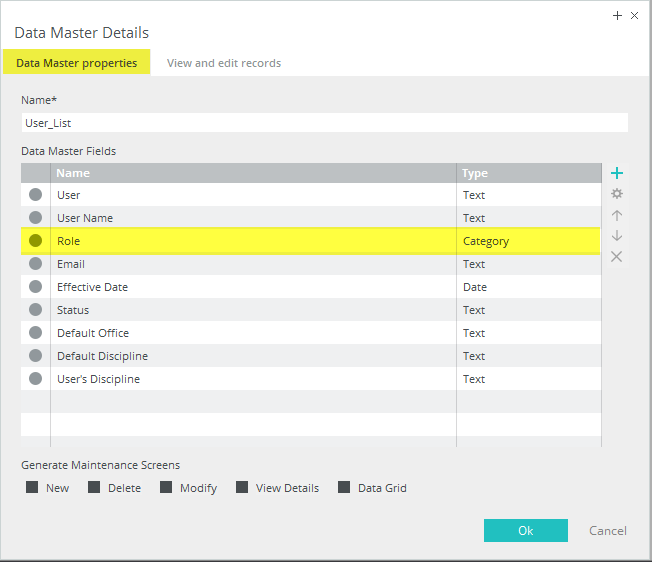 Data Master Details
Data Master properties View and edit records
Name*
User_List
Data Master Fields
Name Type
User Text
User Name Text
Role Category
Email Text
Effective Date Date
Status Text
Default Office Text
Default Discipline Text
User's Discipline Text
Generate Maintenance Screens
New Delete Modify View Details Data Grid
Ok Cancel